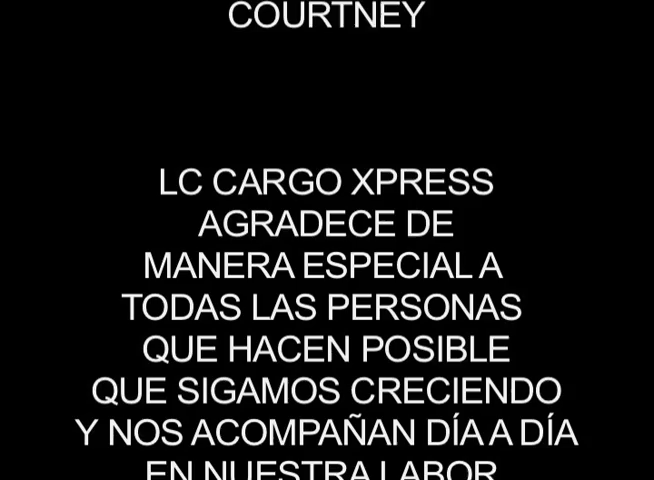 COURTNEY
LC CARGO XPRESS
AGRADECE DE
MANERA ESPECIAL A
TODAS LAS PERSONAS
QUE HACEN POSIBLE
QUE SIGAMOS CRECIENDO
Y NOS ACOMPAÑAN DÍA A DÍA
EN NUESTRA LABOR